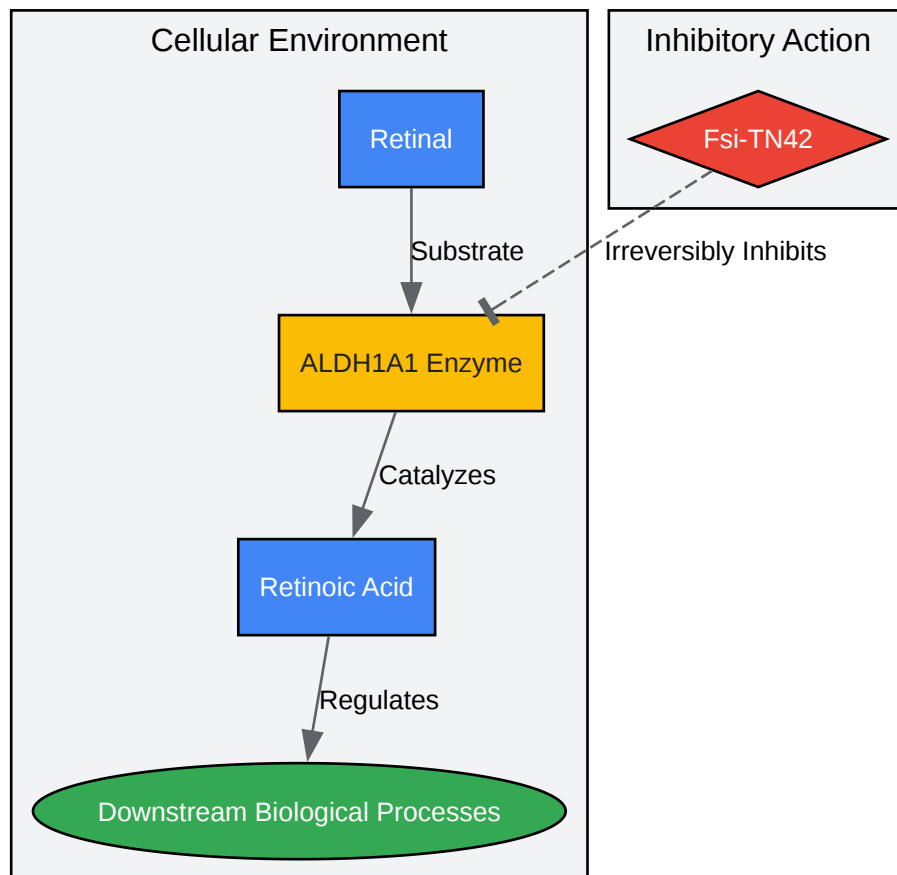 Cellular Environment
Inhibitory Action
Retinal
Fsi-TN42
Substrate
Irreversibly Inhibits
ALDH1A1 Enzyme
Catalyzes
Retinoic Acid
Regulates
Downstream Biological Processes